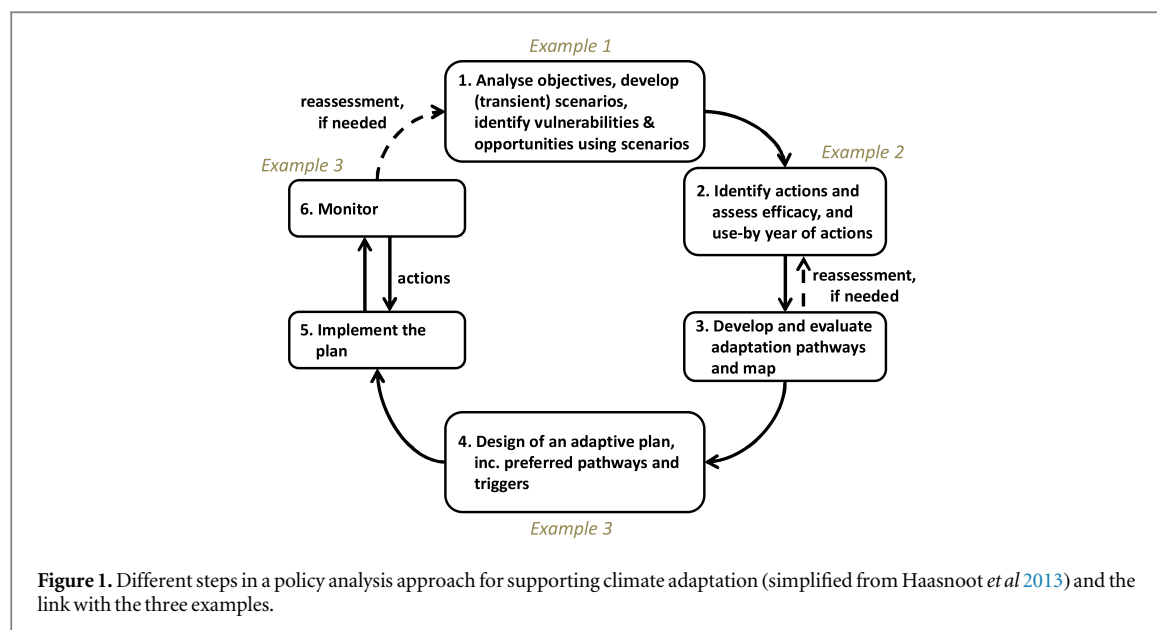 Example 1
1. Analyse objectives, develop
(transient) scenarios,
identify vulnerabilities &
opportunities using scenarios
reassessment,
if needed
Example 2
2. Identify actions and
assess efficacy, and
use-by year of actions
reassessment,
if needed
3. Develop and evaluate
adaptation pathways
and map
4. Design of an adaptive plan,
inc. preferred pathways and
triggers
Example 3
5. Implement the
plan
actions
Example 3
6. Monitor
Figure 1. Different steps in a policy analysis approach for supporting climate adaptation (simplified from Haasnoot et al 2013) and the
link with the three examples.